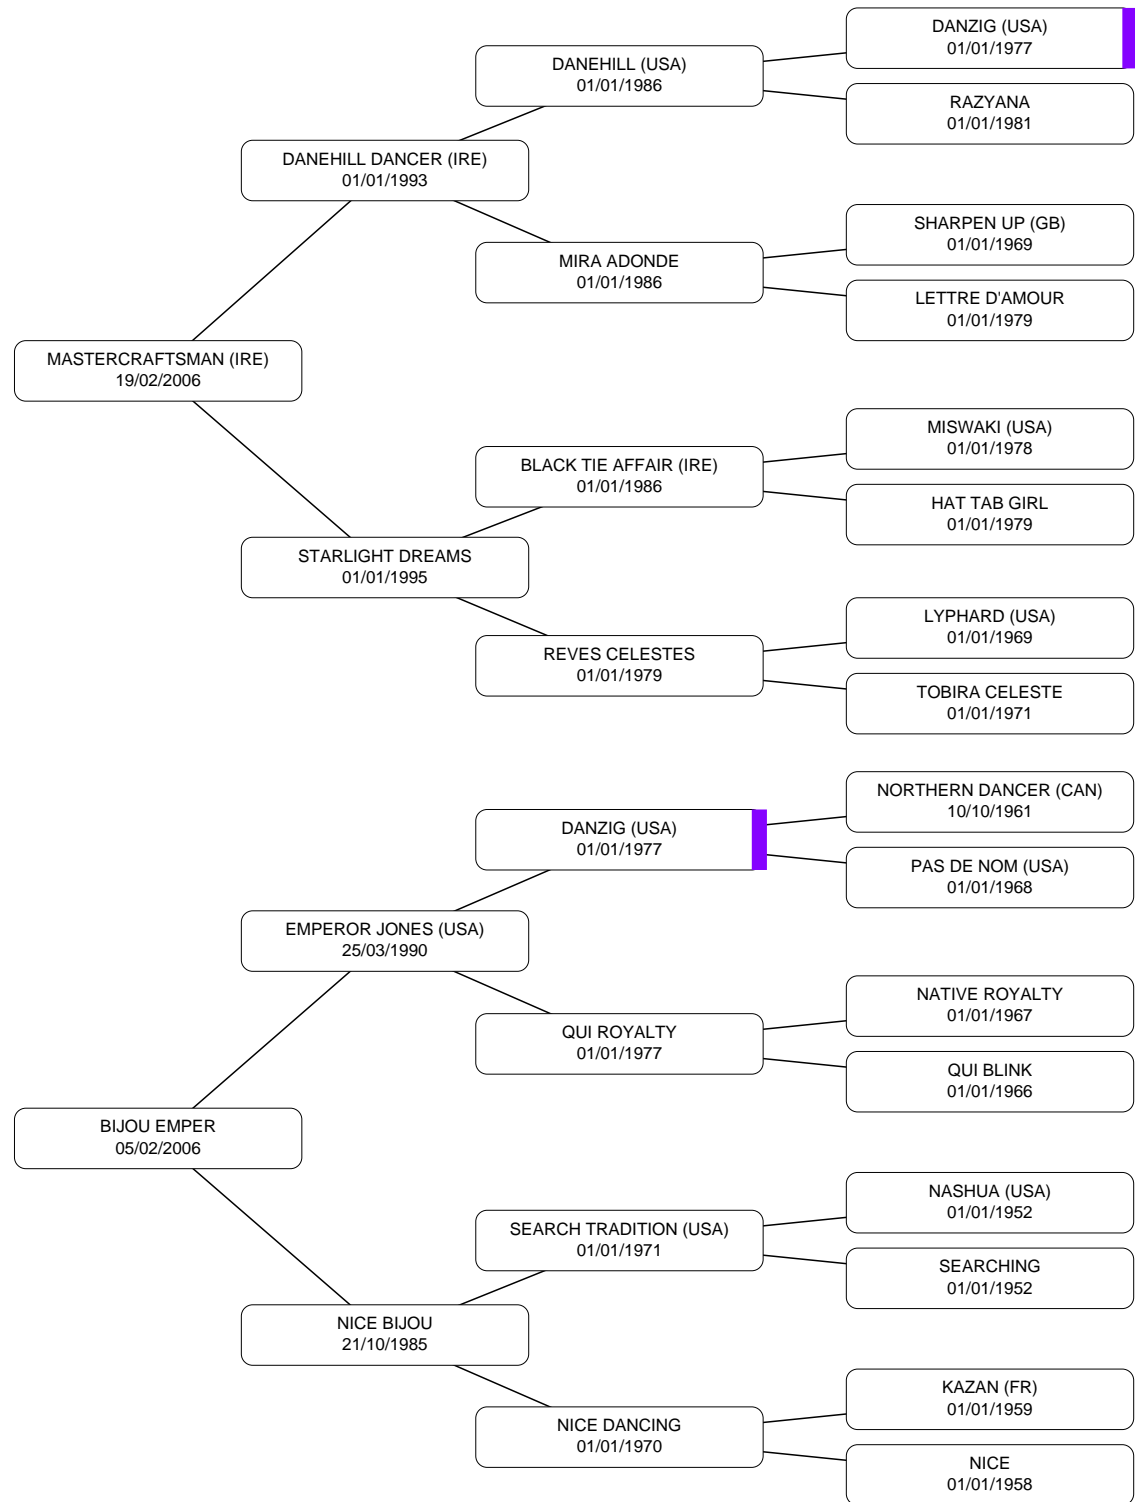 DANZIG (USA)
01/01/1977
DANEHILL (USA)
01/01/1986
RAZYANA
01/01/1981
DANEHILL DANCER (IRE)
01/01/1993
SHARPEN UP (GB)
01/01/1969
MIRA ADONDE
01/01/1986
LETTRE D'AMOUR
01/01/1979
MASTERCRAFTSMAN (IRE)
19/02/2006
MISWAKI (USA)
01/01/1978
BLACK TIE AFFAIR (IRE)
01/01/1986
HAT TAB GIRL
01/01/1979
STARLIGHT DREAMS
01/01/1995
LYPHARD (USA)
01/01/1969
REVES CELESTES
01/01/1979
TOBIRA CELESTE
01/01/1971
NORTHERN DANCER (CAN)
10/10/1961
DANZIG (USA)
01/01/1977
PAS DE NOM (USA)
01/01/1968
EMPEROR JONES (USA)
25/03/1990
NATIVE ROYALTY
01/01/1967
QUI ROYALTY
01/01/1977
QUI BLINK
01/01/1966
BIJOU EMPER
05/02/2006
NASHUA (USA)
01/01/1952
SEARCH TRADITION (USA)
01/01/1971
SEARCHING
01/01/1952
NICE BIJOU
21/10/1985
KAZAN (FR)
01/01/1959
NICE DANCING
01/01/1970
NICE
01/01/1958